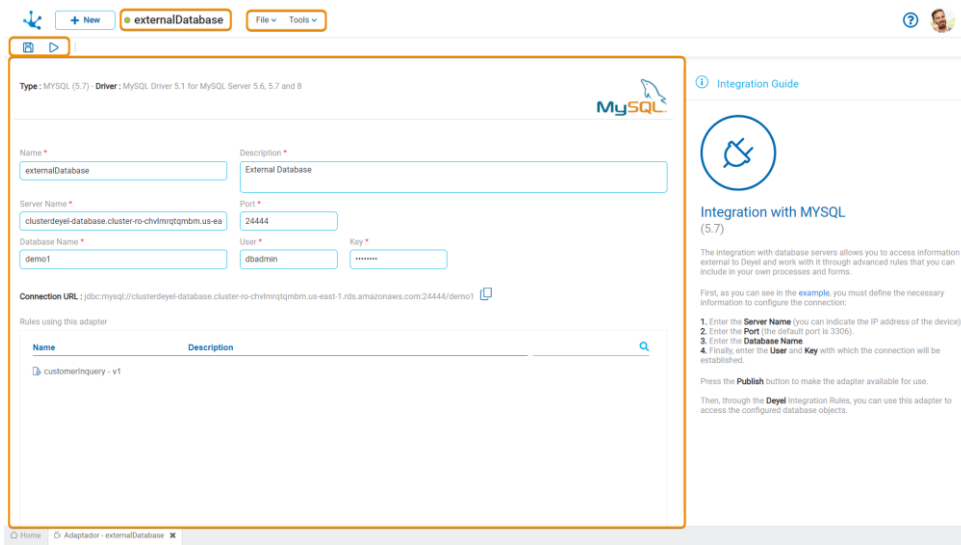 + New
externalDatabase
File
Tools
Type : MYSQL (5.7) - Driver : MySQL Driver 5.1 for MySQL Server 5.6, 5.7 and 8
MySQL
Name *
Description *
externalDatabase
External Database
Server Name *
Port *
clusterdeyel-database.cluster-ro-chvlmrqtqmbm.us-ea
24444
Database Name *
User *
Key *
demo1
dbadmin
••••••••
Connection URL : jdbc:mysql://clusterdeyel-database.cluster-ro-chvlmrqtqmbm.us-east-1.rds.amazonaws.com:24444/demo1
Rules using this adapter
Name
Description
customerInquery - v1
Integration Guide
Integration with MYSQL
(5.7)
The integration with database servers allows you to access information
external to Deyel and work with it through advanced rules that you can
include in your own processes and forms.
First, as you can see in the example, you must define the necessary
information to configure the connection:
1. Enter the Server Name (you can indicate the IP address of the device)
2. Enter the Port (the default port is 3306).
3. Enter the Database Name
4. Finally, enter the User and Key with which the connection will be
established.
Press the Publish button to make the adapter available for use.
Then, through the Deyel Integration Rules, you can use this adapter to
access the configured database objects.
Home
Adaptador - externalDatabase